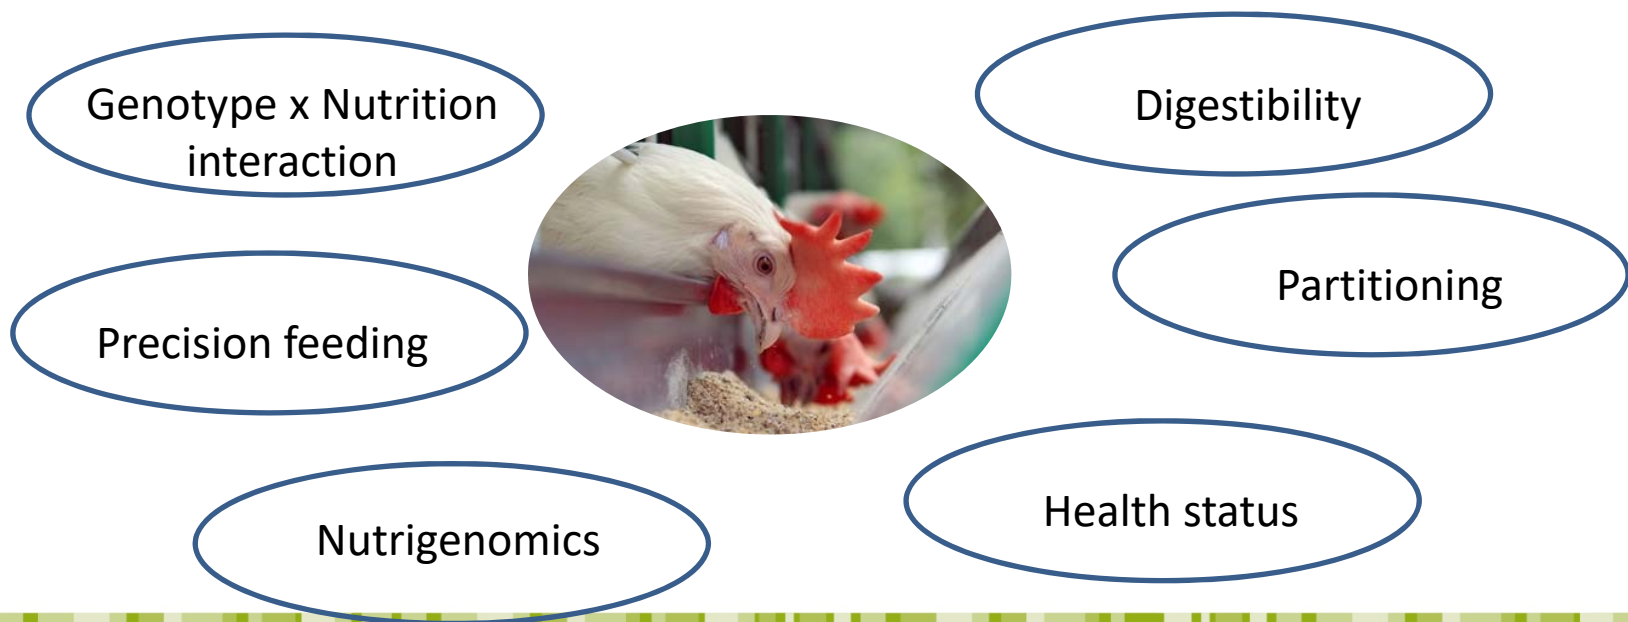 Genotype x Nutrition
interaction
Digestibility
Precision feeding
Partitioning
Nutrigenomics
Health status